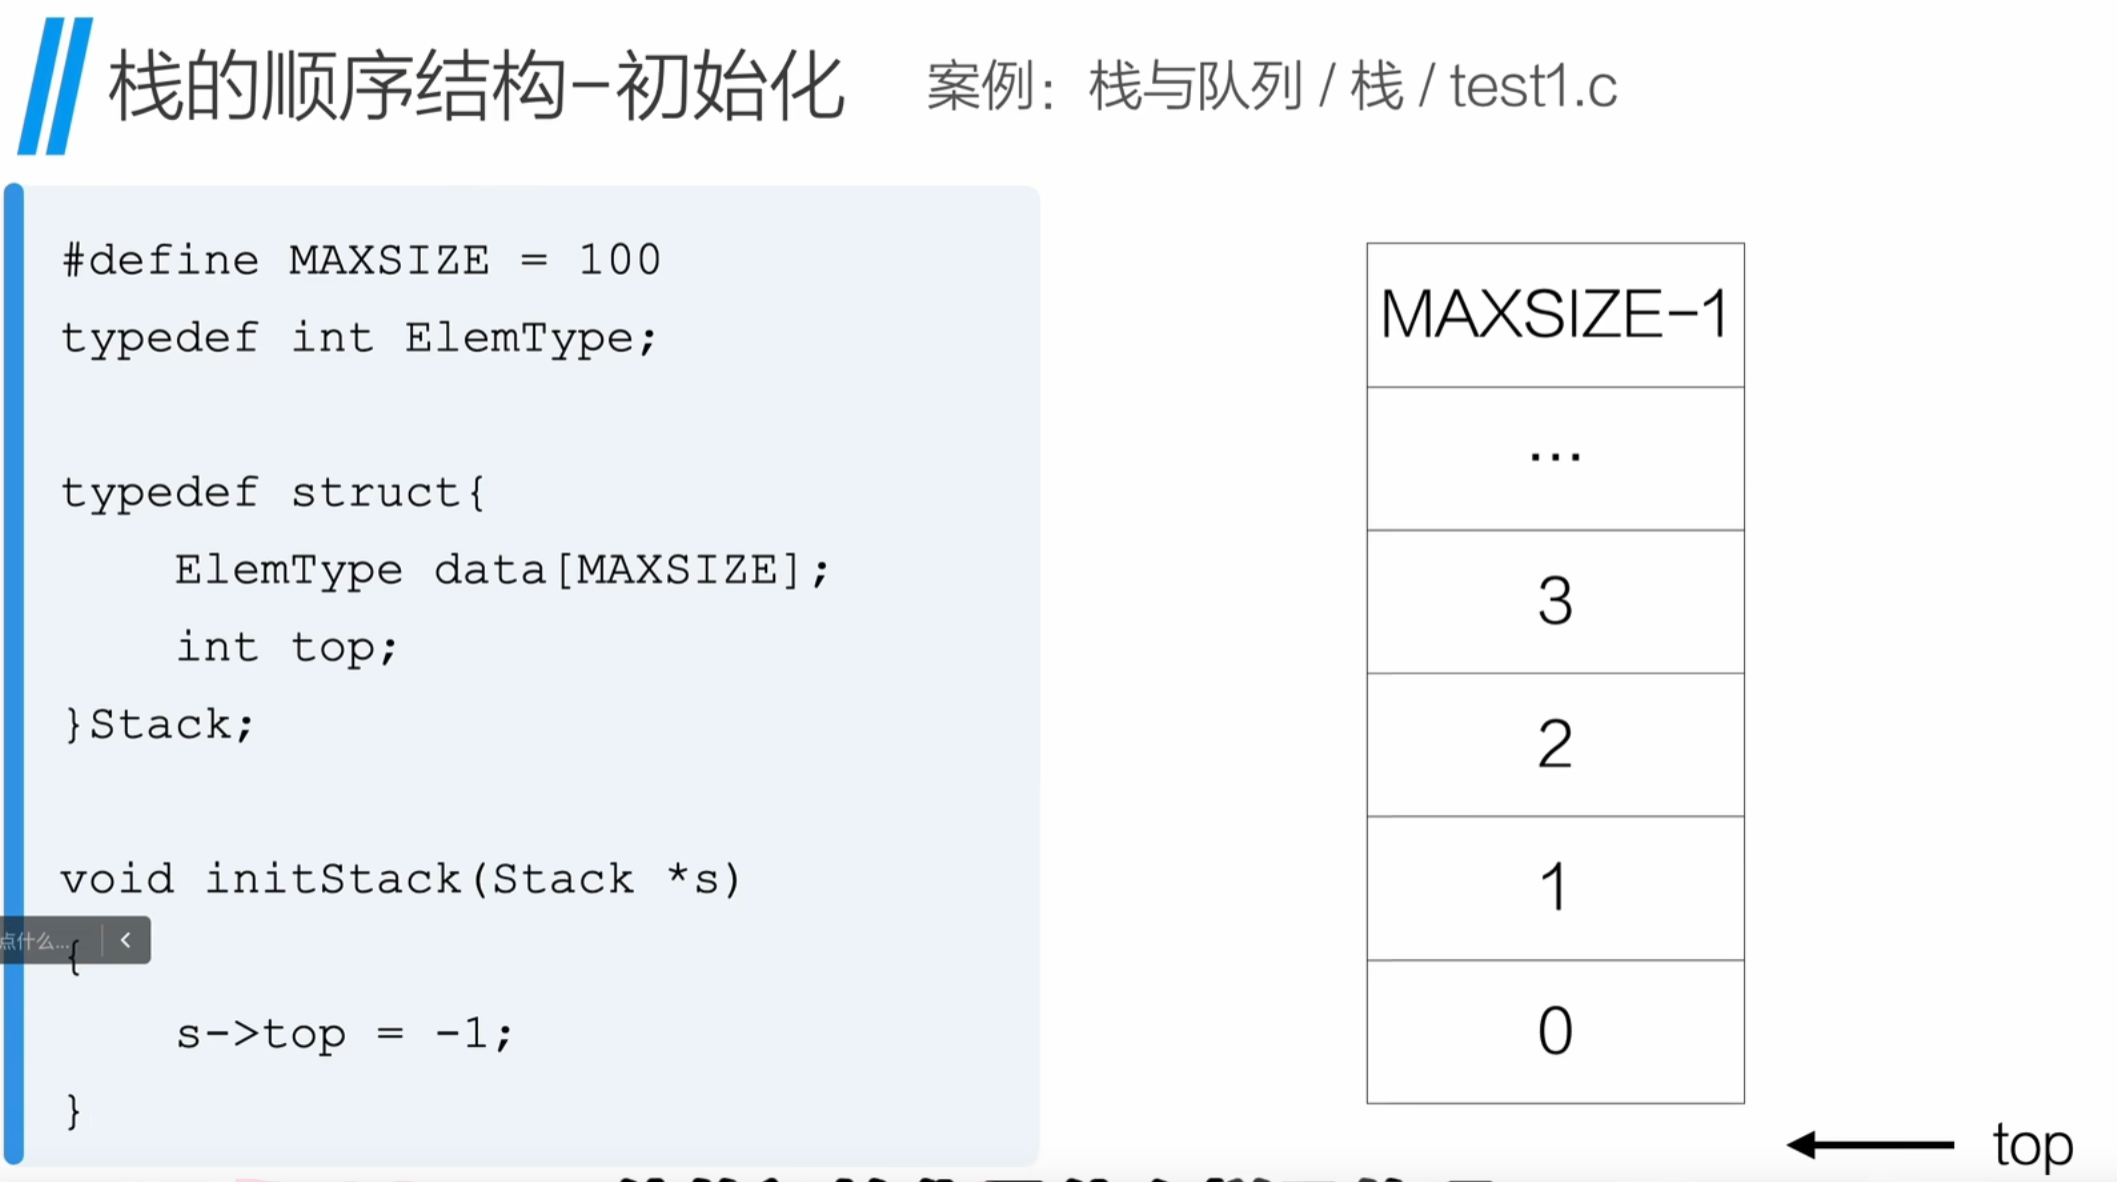 栈的顺序结构-初始化
案例：栈与队列 / 栈 / test1.c
#define MAXSIZE = 100
typedef int ElemType;
typedef struct{
ElemType data[MAXSIZE];
int top;
}Stack;
void initStack(Stack *s)
点什么...
{
s->top = -1;
}
MAXSIZE-1
...
3
2
1
0
top